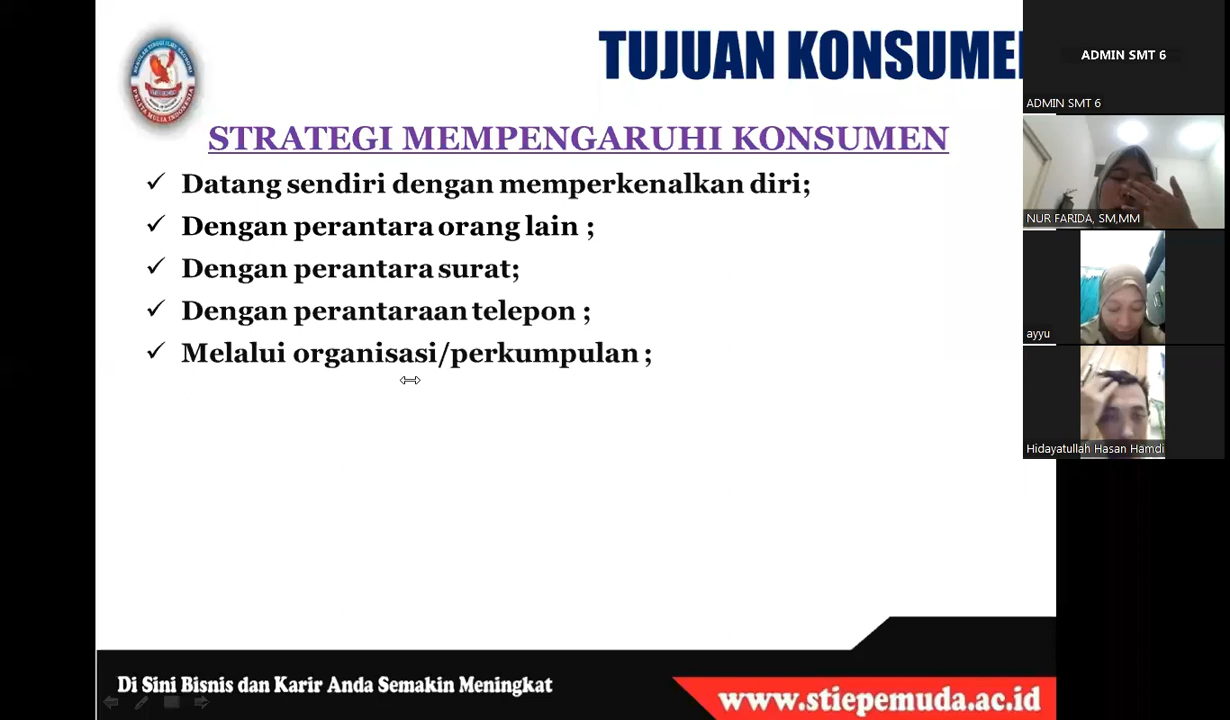 TUJUAN KONSUME
STRATEGI MEMPENGARUHI KONSUMEN
✓ Datang sendiri dengan memperkenalkan diri;
✓ Dengan perantara orang lain ;
✓ Dengan perantara surat;
✓ Dengan perantaraan telepon ;
✓ Melalui organisasi/perkumpulan ;
Di Sini Bisnis dan Karir Anda Semakin Meningkat
www.stiepemuda.ac.id
ADMIN SMT 6
ADMIN SMT 6
NUR FARIDA, SM,MM
ayyu
Hidayatullah Hasan Hamdi